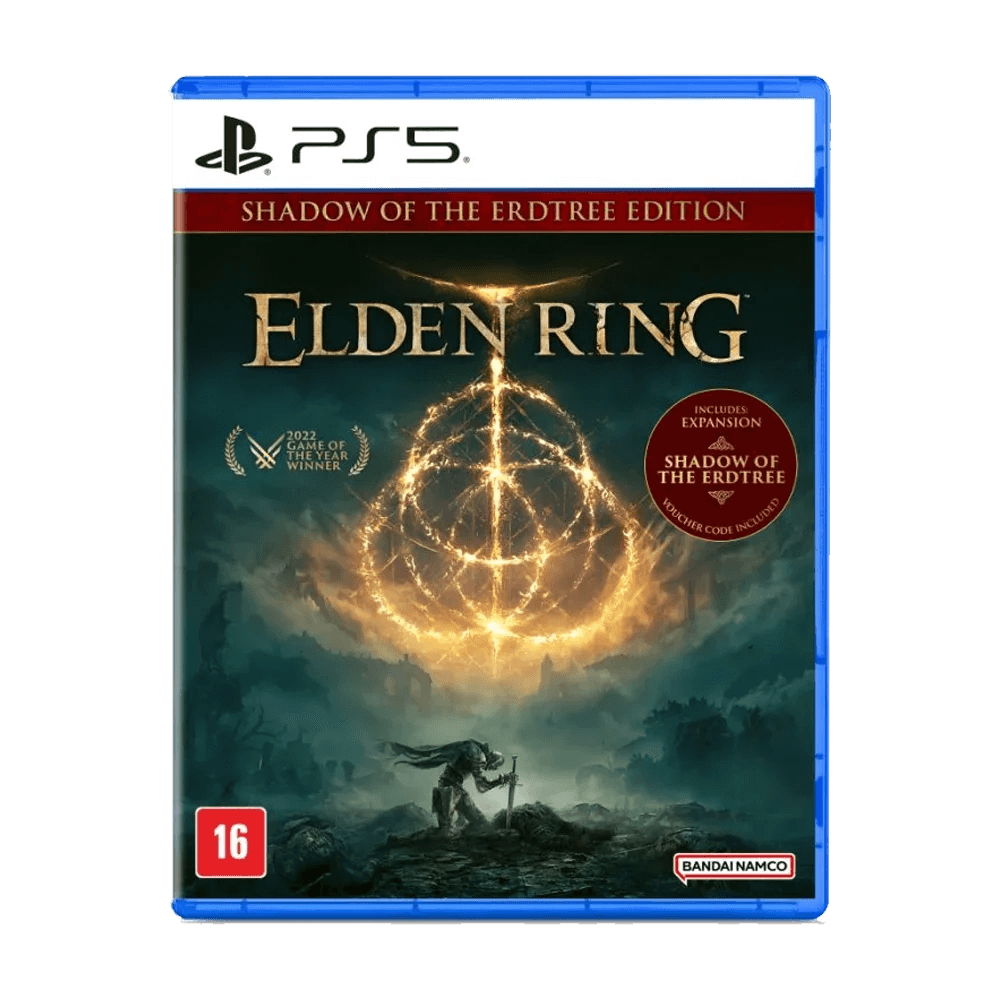 PS5
SHADOW OF THE ERDTREE EDITION
ELDEN RING
2022
GAME OF
THE YEAR
WINNER
INCLUDES:
EXPANSION
SHADOW OF
THE ERDTREE
VOUCHER CODE INCLUDED
16
BANDAI NAMCO